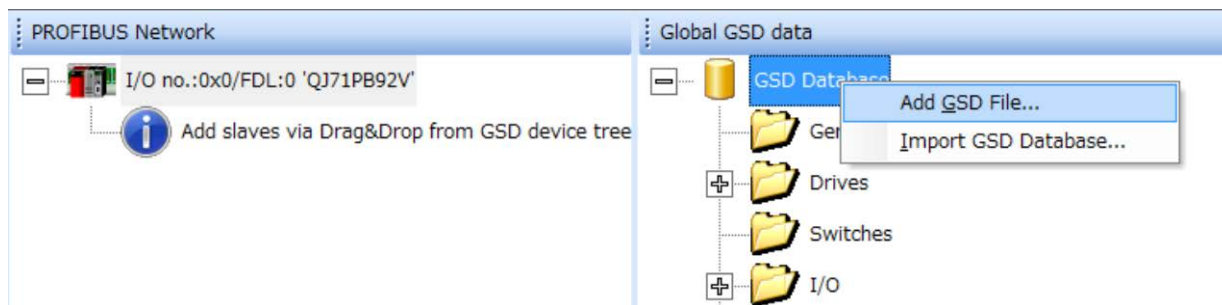 PROFIBUS Network
I/O no.:0x0/FDL:0 'QJ71PB92V'
Add slaves via Drag&Drop from GSD device tree
Global GSD data
GSD Database
Add GSD File...
Import GSD Database...
Drives
Switches
I/O